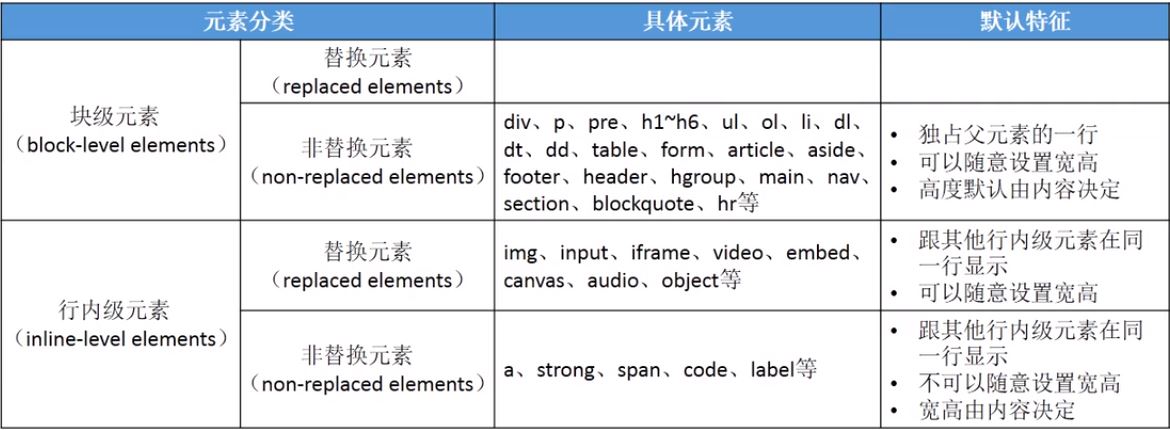 元素分类 具体元素 默认特征
块级元素
（block-level elements）
替换元素
（replaced elements）
非替换元素
（non-replaced elements）
div、p、pre、h1~h6、ul、ol、li、dl、
dt、dd、table、form、article、aside、
footer、header、hgroup、main、nav、
section、blockquote、hr等
• 独占父元素的一行
• 可以随意设置宽高
• 高度默认由内容决定
行内级元素
（inline-level elements）
替换元素
（replaced elements）
img、input、iframe、video、embed、
canvas、audio、object等
• 跟其他行内级元素在同
一行显示
• 可以随意设置宽高
非替换元素
（non-replaced elements）
a、strong、span、code、label等
• 跟其他行内级元素在同
一行显示
• 不可以随意设置宽高
• 宽高由内容决定